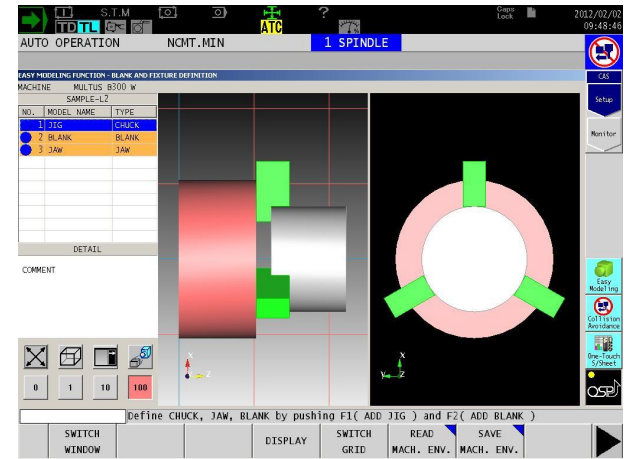 S.T.M
TD TL
ATC
?
Caps
Lock
2012/02/02
09:48:46
AUTO OPERATION NCMT.MIN 1 SPINDLE
EASY MODELING FUNCTION - BLANK AND FIXTURE DEFINITION
MACHINE MULTUS B300 W
SAMPLE-L2
NO. MODEL NAME TYPE
1 JIG CHUCK
2 BLANK BLANK
3 JAW JAW
DETAIL
COMMENT
0 1 10 100
X
Z
X
Y Z
CAS
Setup
Monitor
Easy
Modeling
Collision
Avoidance
One-Touch
S/Sheet
OSP
Define CHUCK, JAW, BLANK by pushing F1( ADD JIG ) and F2( ADD BLANK )
SWITCH
WINDOW
DISPLAY
SWITCH
GRID
READ
MACH. ENV.
SAVE
MACH. ENV.